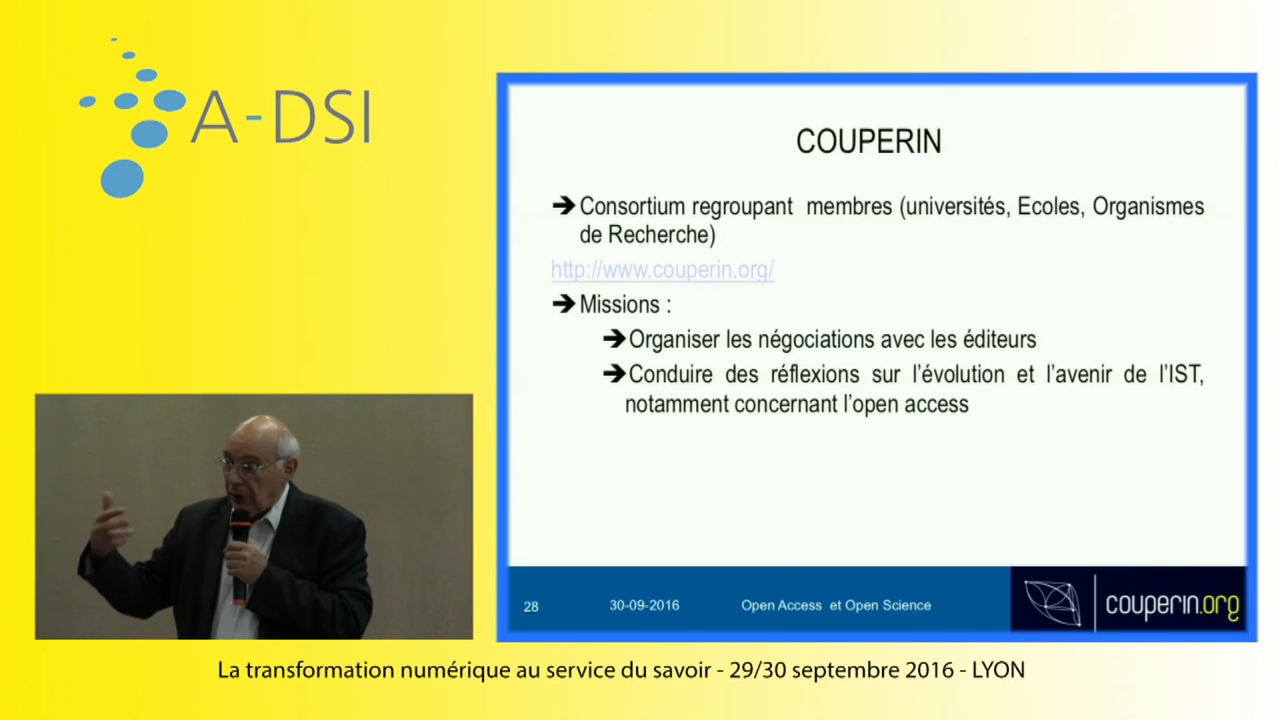 A-DSI
COUPERIN
➔ Consortium regroupant membres (universités, Ecoles, Organismes
de Recherche)
http://www.couperin.org/
➔ Missions :
➔ Organiser les négociations avec les éditeurs
➔ Conduire des réflexions sur l'évolution et l'avenir de l'IST,
notamment concernant l'open access
28 30-09-2016 Open Access et Open Science couperin.org
La transformation numérique au service du savoir - 29/30 septembre 2016 - LYON